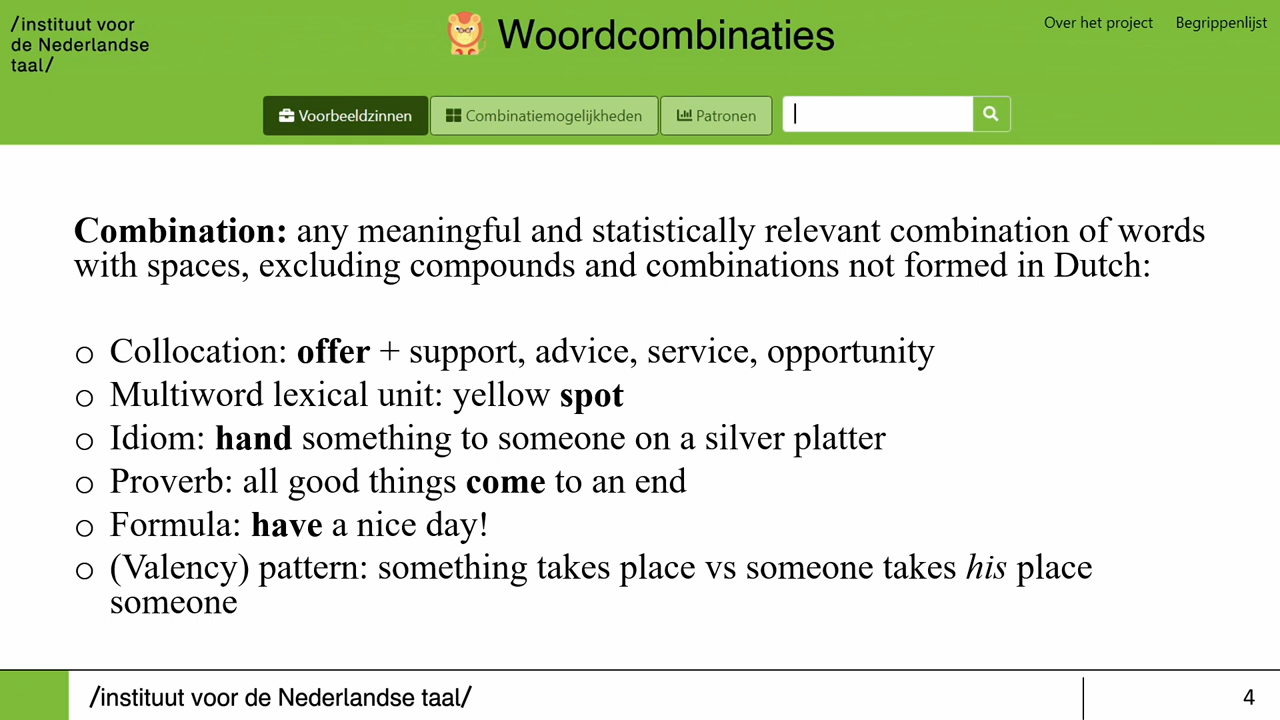 /instituut voor
de Nederlandse
taal/
Woordcombinaties
Over het project
Begrippenlijst
Voorbeeldzinnen
Combinatiemogelijkheden
Patronen
Combination: any meaningful and statistically relevant combination of words
with spaces, excluding compounds and combinations not formed in Dutch:
o Collocation: offer + support, advice, service, opportunity
o Multiword lexical unit: yellow spot
o Idiom: hand something to someone on a silver platter
o Proverb: all good things come to an end
o Formula: have a nice day!
o (Valency) pattern: something takes place vs someone takes his place
someone
/instituut voor de Nederlandse taal/
4